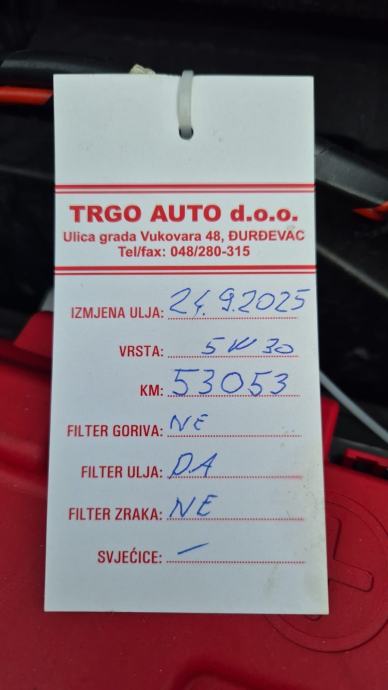 TRGO AUTO d.o.o.
Ulica grada Vukovara 48, ĐURĐEVAC
Tel/fax: 048/280-315
IZMJENA ULJA: 24.9.2025
VRSTA: 5W30
KM: 53053
FILTER GORIVA: NE
FILTER ULJA: DA
FILTER ZRAKA: NE
SVJEĆICE: —